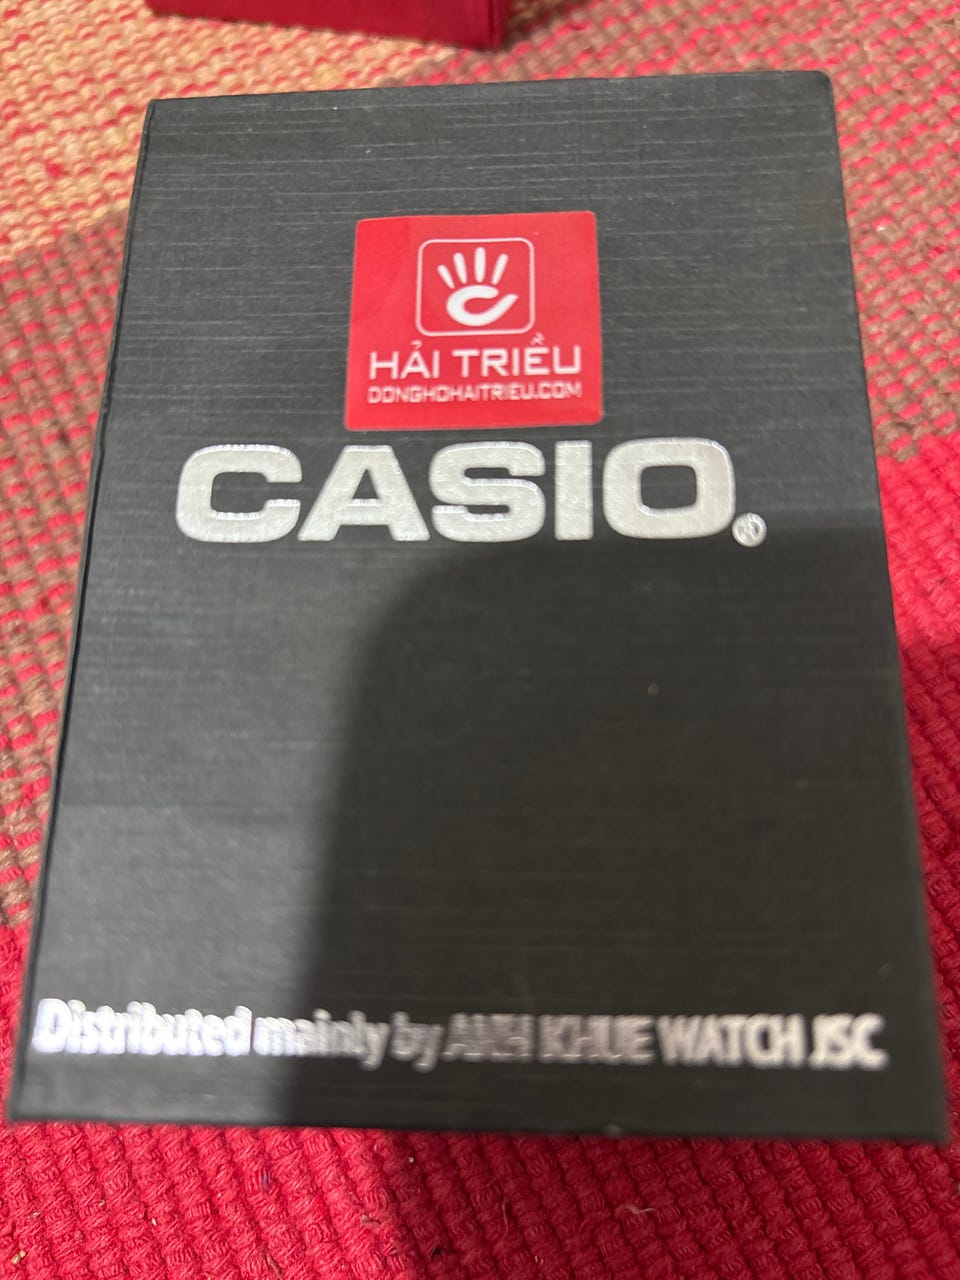 HẢI TRIỀU
DONGHOHAITRIEU.COM
CASIO®
Distributed mainly by ANH KHUE WATCH JSC